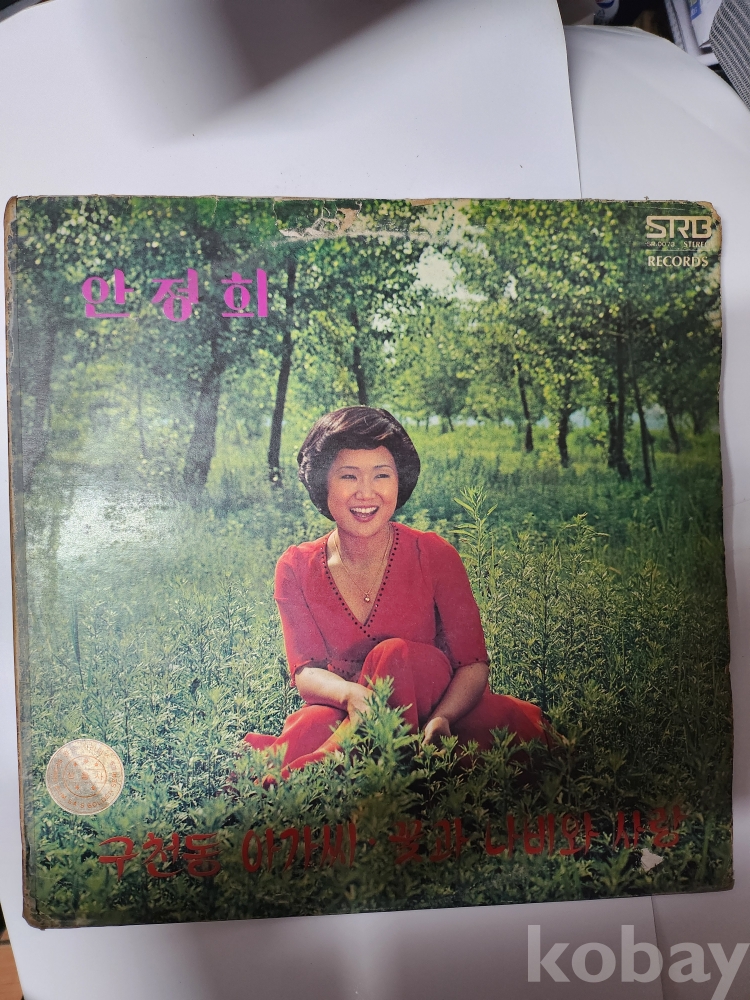 SRB
STEREO
RECORDS
안정희
구천동 아가씨 · 꽃과 나비와 사랑
kobay